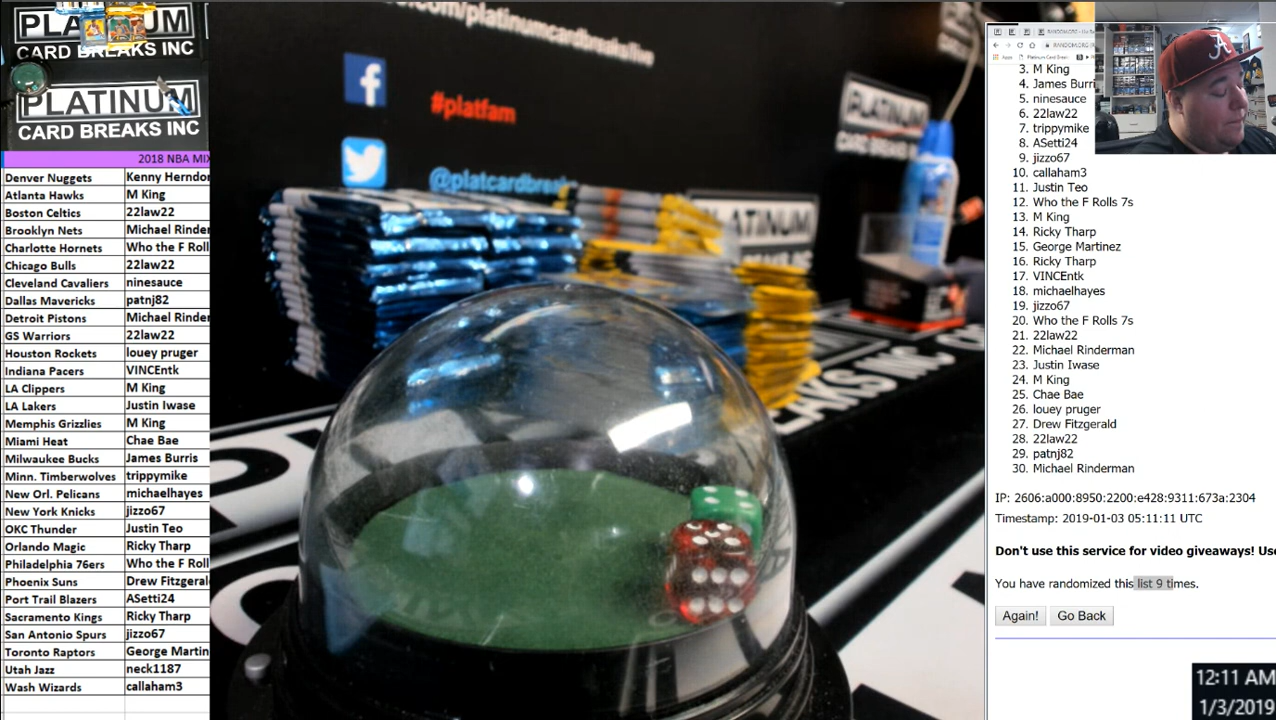 PLATINUM
CARD BREAKS INC
PLATINUM
CARD BREAKS INC
2018 NBA MIX
Denver Nuggets Kenny Herndon
Atlanta Hawks M King
Boston Celtics 22law22
Brooklyn Nets Michael Rinder
Charlotte Hornets Who the F Roll
Chicago Bulls 22law22
Cleveland Cavaliers ninesauce
Dallas Mavericks patnj82
Detroit Pistons Michael Rinder
GS Warriors 22law22
Houston Rockets louey pruger
Indiana Pacers VINCEntk
LA Clippers M King
LA Lakers Justin Iwase
Memphis Grizzlies M King
Miami Heat Chae Bae
Milwaukee Bucks James Burris
Minn. Timberwolves trippymike
New Orl. Pelicans michaelhayes
New York Knicks jizzo67
OKC Thunder Justin Teo
Orlando Magic Ricky Tharp
Philadelphia 76ers Who the F Roll
Phoenix Suns Drew Fitzgeral
Port Trail Blazers ASetti24
Sacramento Kings Ricky Tharp
San Antonio Spurs jizzo67
Toronto Raptors George Martin
Utah Jazz neck1187
Wash Wizards callaham3
.com/platinumcardbreakslive
#platfam
@platcardbreaks
PLATINUM
PLATINUM
3. M King
4. James Burri
5. ninesauce
6. 22law22
7. trippymike
8. ASetti24
9. jizzo67
10. callaham3
11. Justin Teo
12. Who the F Rolls 7s
13. M King
14. Ricky Tharp
15. George Martinez
16. Ricky Tharp
17. VINCEntk
18. michaelhayes
19. jizzo67
20. Who the F Rolls 7s
21. 22law22
22. Michael Rinderman
23. Justin Iwase
24. M King
25. Chae Bae
26. louey pruger
27. Drew Fitzgerald
28. 22law22
29. patnj82
30. Michael Rinderman
IP: 2606:a000:8950:2200:e428:9311:673a:2304
Timestamp: 2019-01-03 05:11:11 UTC
Don't use this service for video giveaways! Use
You have randomized this list 9 times.
Again! Go Back
12:11 AM
1/3/2019